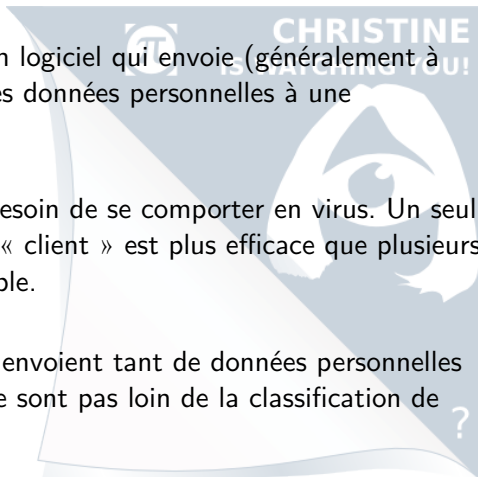 CHRISTINE
IS WATCHING YOU!
n logiciel qui envoie (généralement à
es données personnelles à une
esoin de se comporter en virus. Un seul
« client » est plus efficace que plusieurs
ble.
envoient tant de données personnelles
e sont pas loin de la classification de
?